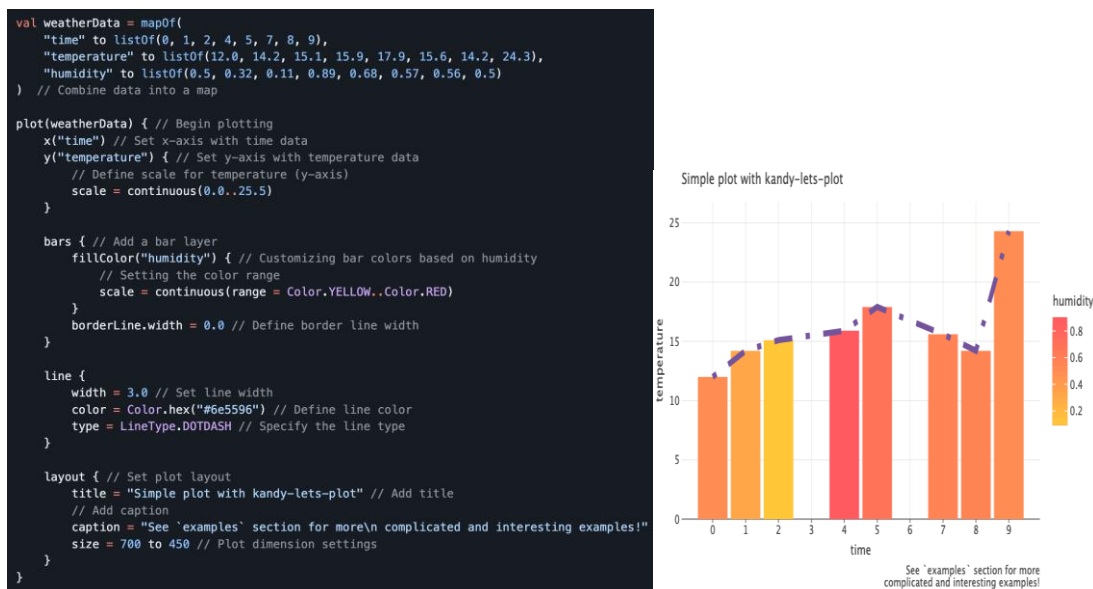 val weatherData = mapOf(
    "time" to listOf(0, 1, 2, 4, 5, 7, 8, 9),
    "temperature" to listOf(12.0, 14.2, 15.1, 15.9, 17.9, 15.6, 14.2, 24.3),
    "humidity" to listOf(0.5, 0.32, 0.11, 0.89, 0.68, 0.57, 0.56, 0.5)
)  // Combine data into a map

plot(weatherData) { // Begin plotting
    x("time") // Set x-axis with time data
    y("temperature") { // Set y-axis with temperature data
        // Define scale for temperature (y-axis)
        scale = continuous(0.0..25.5)
    }

    bars { // Add a bar layer
        fillColor("humidity") { // Customizing bar colors based on humidity
            // Setting the color range
            scale = continuous(range = Color.YELLOW..Color.RED)
        }
        borderLine.width = 0.0 // Define border line width
    }

    line {
        width = 3.0 // Set line width
        color = Color.hex("#6e5596") // Define line color
        type = LineType.DOTDASH // Specify the line type
    }

    layout { // Set plot layout
        title = "Simple plot with kandy-lets-plot" // Add title
        // Add caption
        caption = "See `examples` section for more\n complicated and interesting examples!"
        size = 700 to 450 // Plot dimension settings
    }
}
Simple plot with kandy-lets-plot
25
20
15
10
5
0
temperature
0 1 2 3 4 5 6 7 8 9
time
humidity
0.8
0.6
0.4
0.2
See `examples` section for more
complicated and interesting examples!